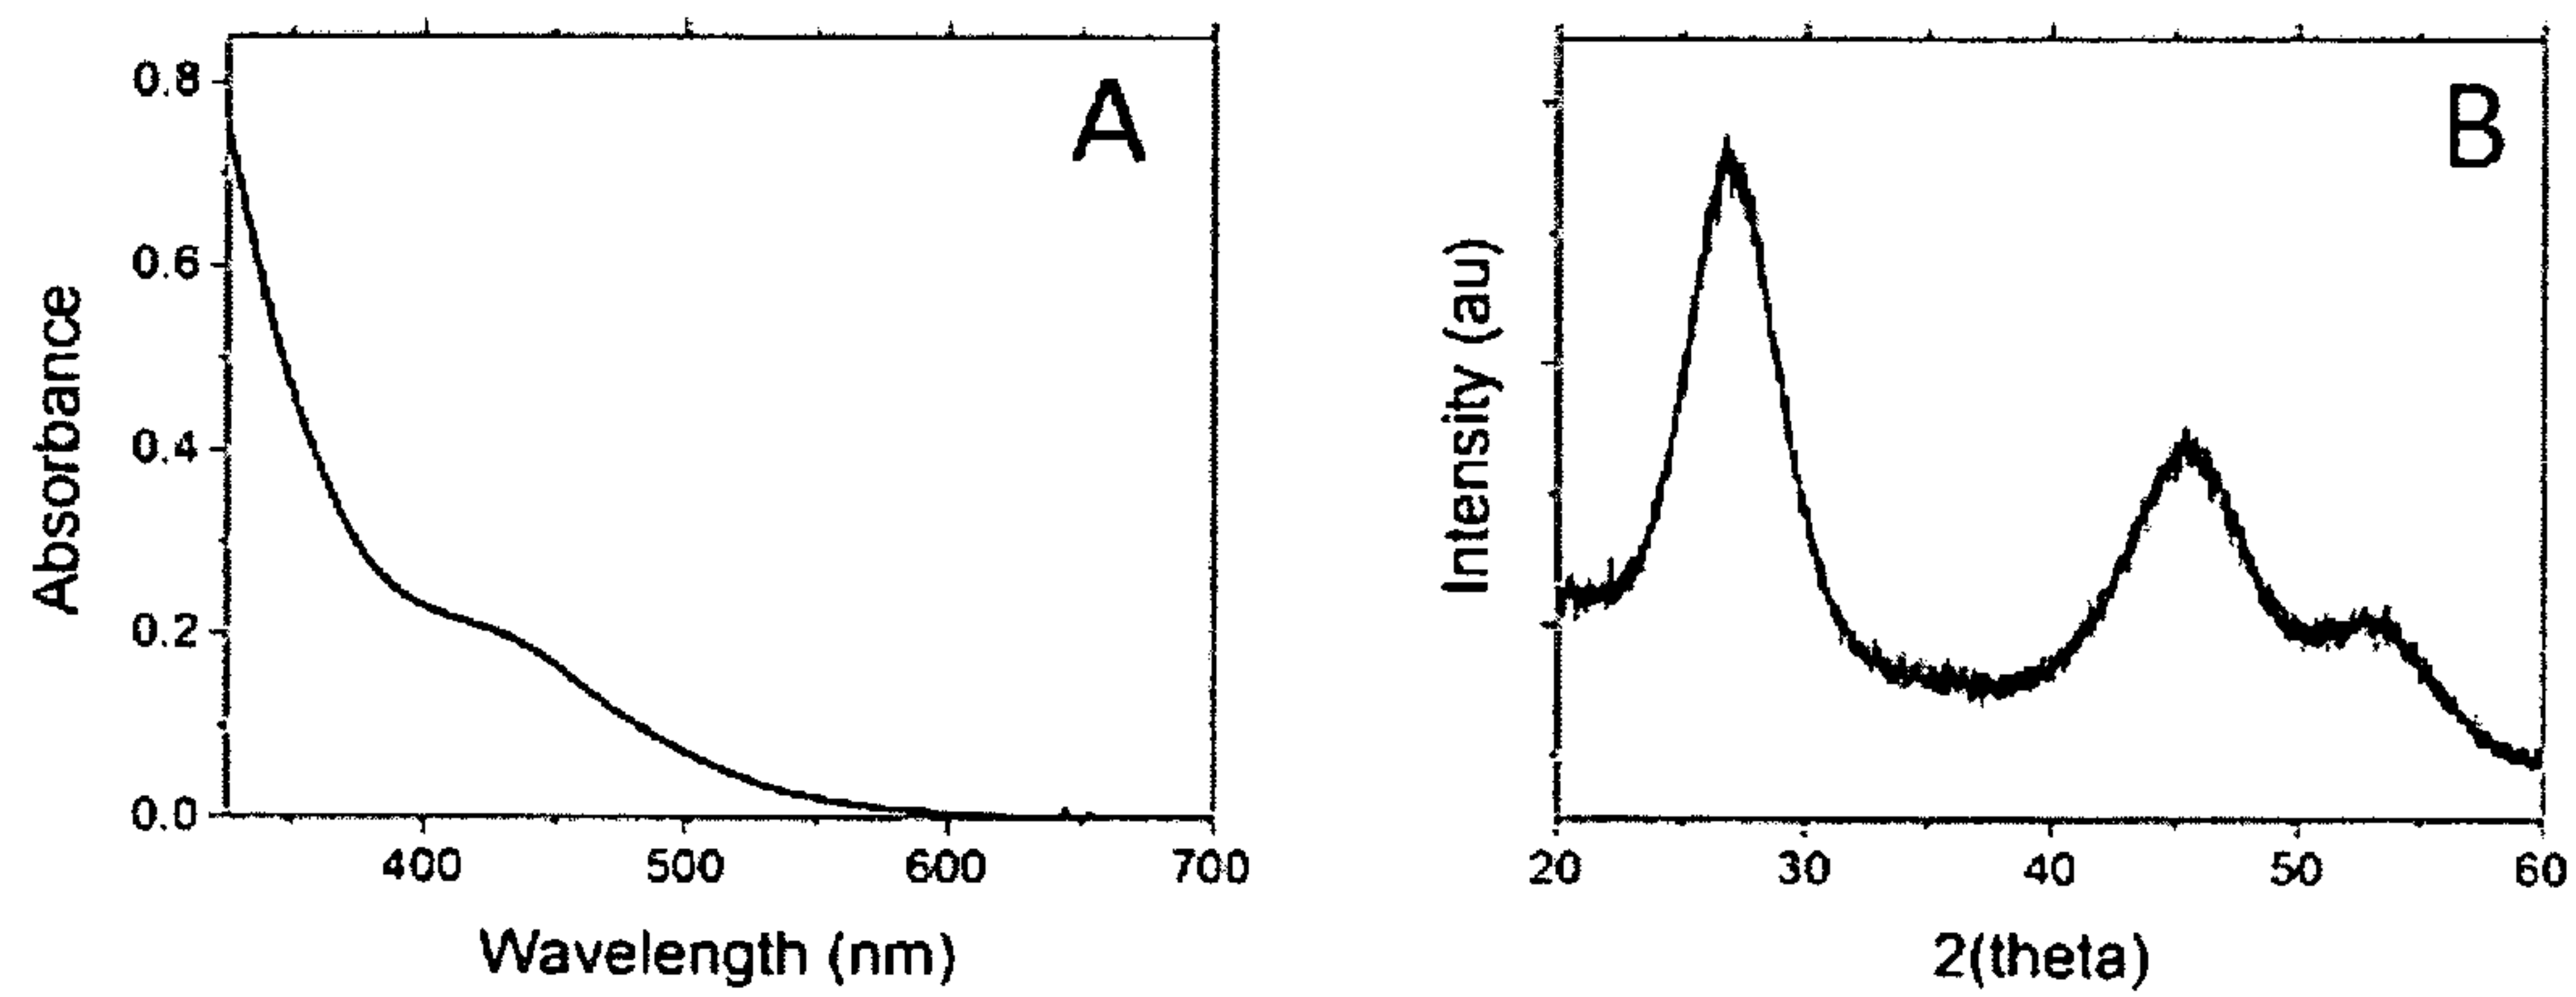 A
0.8
0.6
0.4
0.2
0.0
Absorbance
400 500 600 700
Wavelength (nm)
B
Intensity (au)
20 30 40 50 60
2(theta)